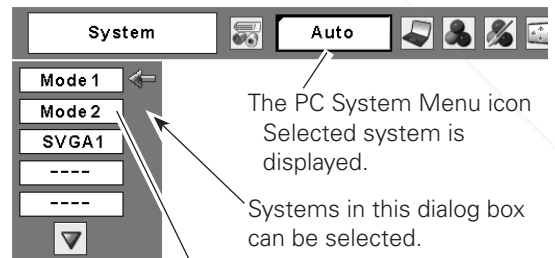 System
Auto
Mode 1
Mode 2
SVGA1
----
----
The PC System Menu icon
Selected system is
displayed.
Systems in this dialog box
can be selected.